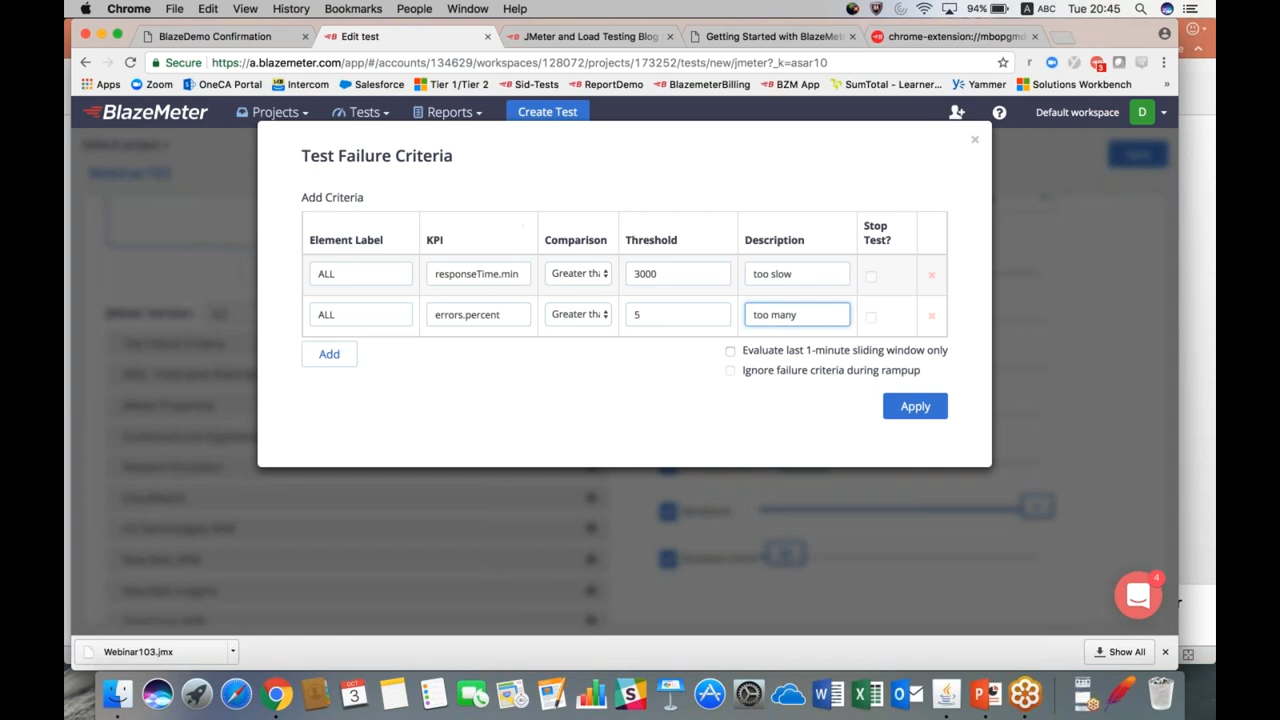 Chrome File Edit View History Bookmarks People Window Help 94% ABC Tue 20:45
BlazeDemo Confirmation Edit test JMeter and Load Testing Blog Getting Started with BlazeMet chrome-extension://mbopgmd
Secure https://a.blazemeter.com/app/#/accounts/134629/workspaces/128072/projects/173252/tests/new/jmeter?_k=asar10
Apps Zoom OneCA Portal Intercom Salesforce Tier 1/Tier 2 Sid-Tests ReportDemo BlazemeterBilling BZM App SumTotal - Learner... Yammer Solutions Workbench »
BlazeMeter Projects Tests Reports Create Test Default workspace D
Test Failure Criteria
Add Criteria
Element Label KPI Comparison Threshold Description Stop Test?
ALL responseTime.min Greater tha 3000 too slow
ALL errors.percent Greater tha 5 too many
Add
Evaluate last 1-minute sliding window only
Ignore failure criteria during rampup
Apply
4
Webinar103.jmx Show All
OCT
3